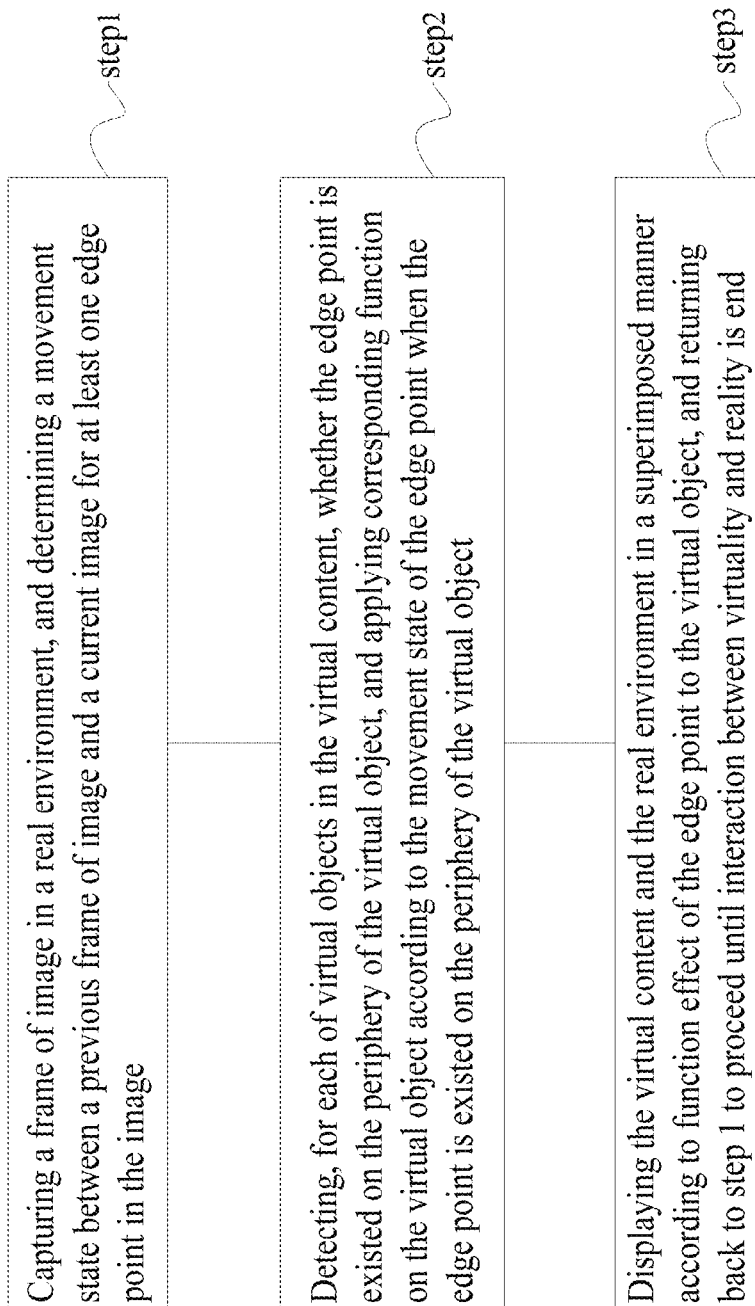 Capturing a frame of image in a real environment, and determining a movement
state between a previous frame of image and a current image for at least one edge
point in the image
step1
Detecting, for each of virtual objects in the virtual content, whether the edge point is
existed on the periphery of the virtual object, and applying corresponding function
on the virtual object according to the movement state of the edge point when the
edge point is existed on the periphery of the virtual object
step2
Displaying the virtual content and the real environment in a superimposed manner
according to function effect of the edge point to the virtual object, and returning
back to step 1 to proceed until interaction between virtuality and reality is end
step3